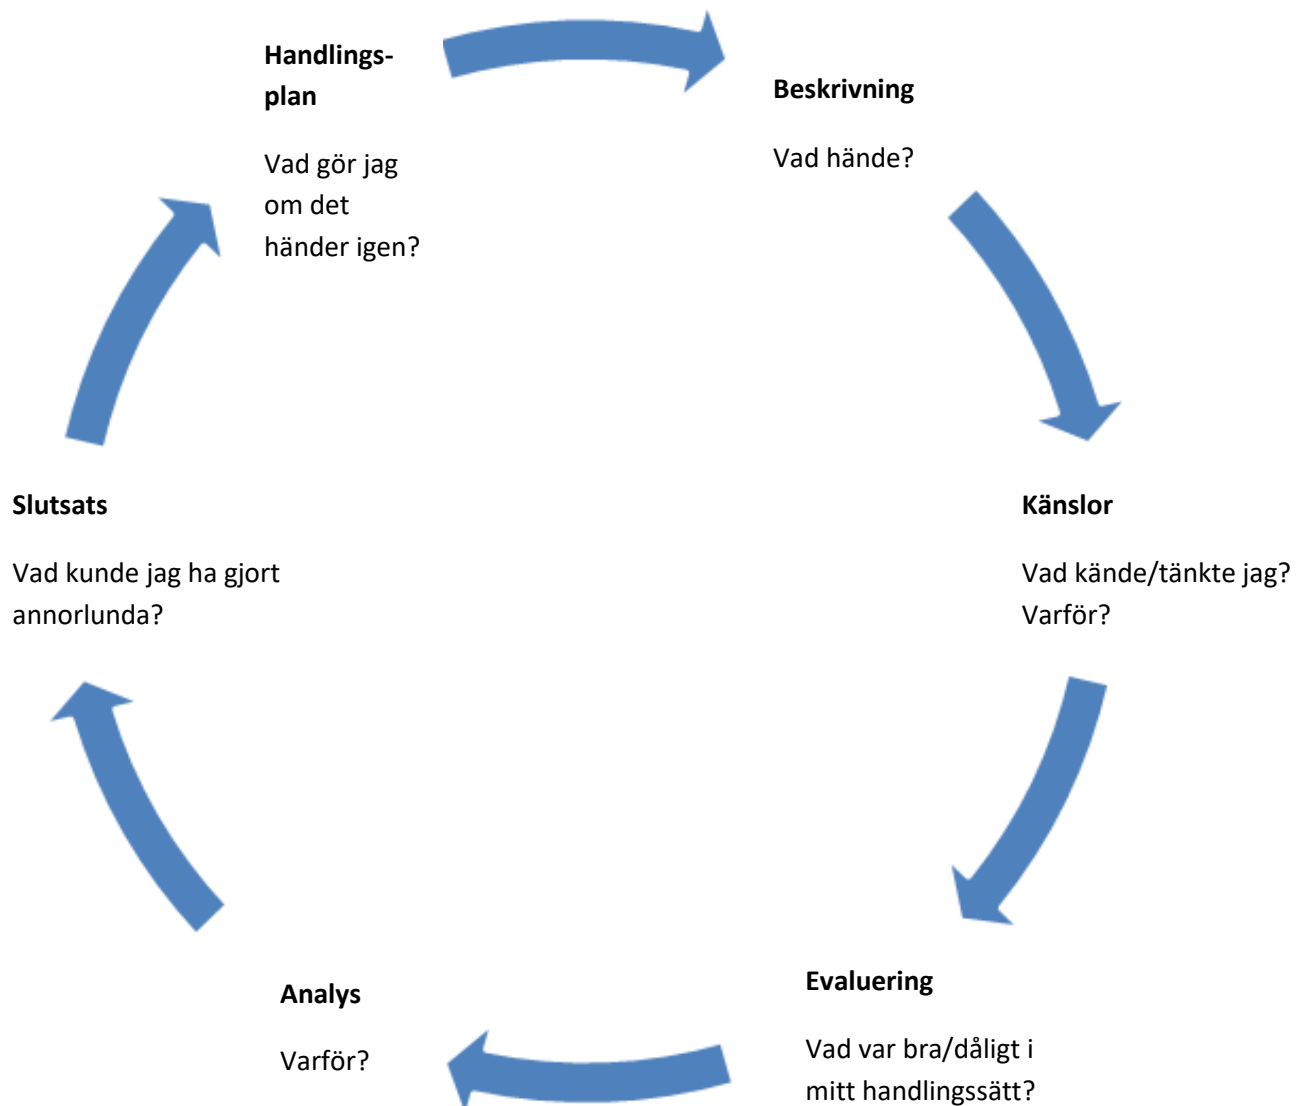 Handlings-
plan
Vad gör jag
om det
händer igen?
Beskrivning
Vad hände?
Känslor
Vad kände/tänkte jag?
Varför?
Evaluering
Vad var bra/dåligt i
mitt handlingssätt?
Analys
Varför?
Slutsats
Vad kunde jag ha gjort
annorlunda?